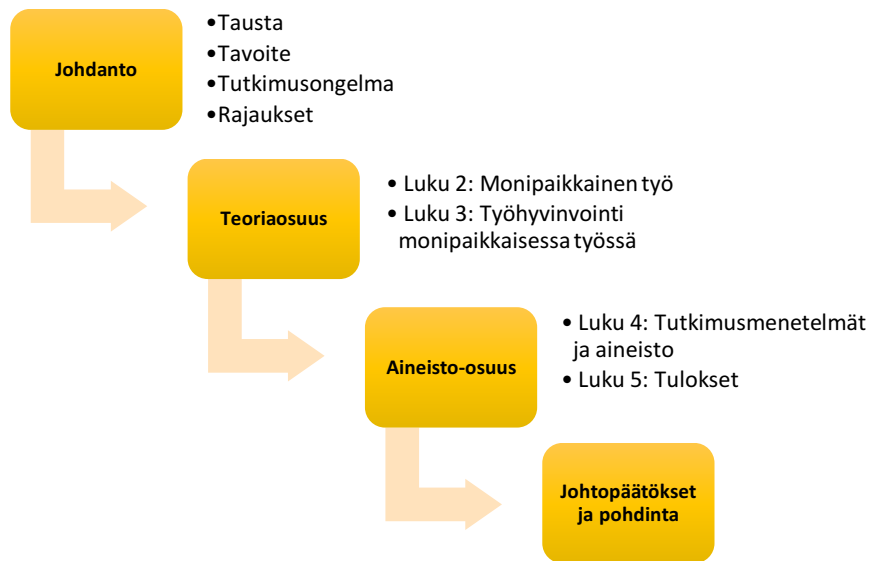 Johdanto
•Tausta
•Tavoite
•Tutkimusongelma
•Rajaukset
Teoriaosuus
• Luku 2: Monipaikkainen työ
• Luku 3: Työhyvinvointi
monipaikkaisessa työssä
Aineisto-osuus
• Luku 4: Tutkimusmenetelmät
ja aineisto
• Luku 5: Tulokset
Johtopäätökset
ja pohdinta